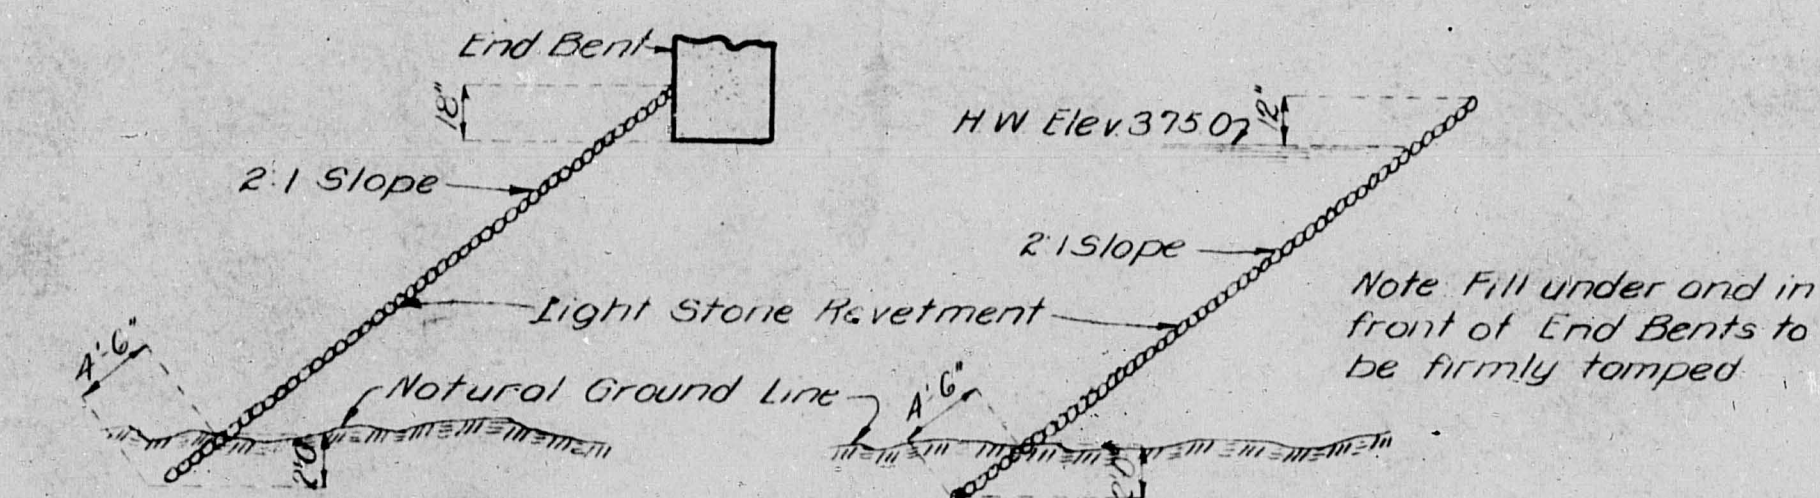 End Bent
18"
H.W. Elev. 375.0
12"
2:1 Slope
2:1 Slope
Light Stone Revetment
Note Fill under and in
front of End Bents to
be firmly tamped
4'-6"
Natural Ground Line
4'-6"
2'0"
2'0"